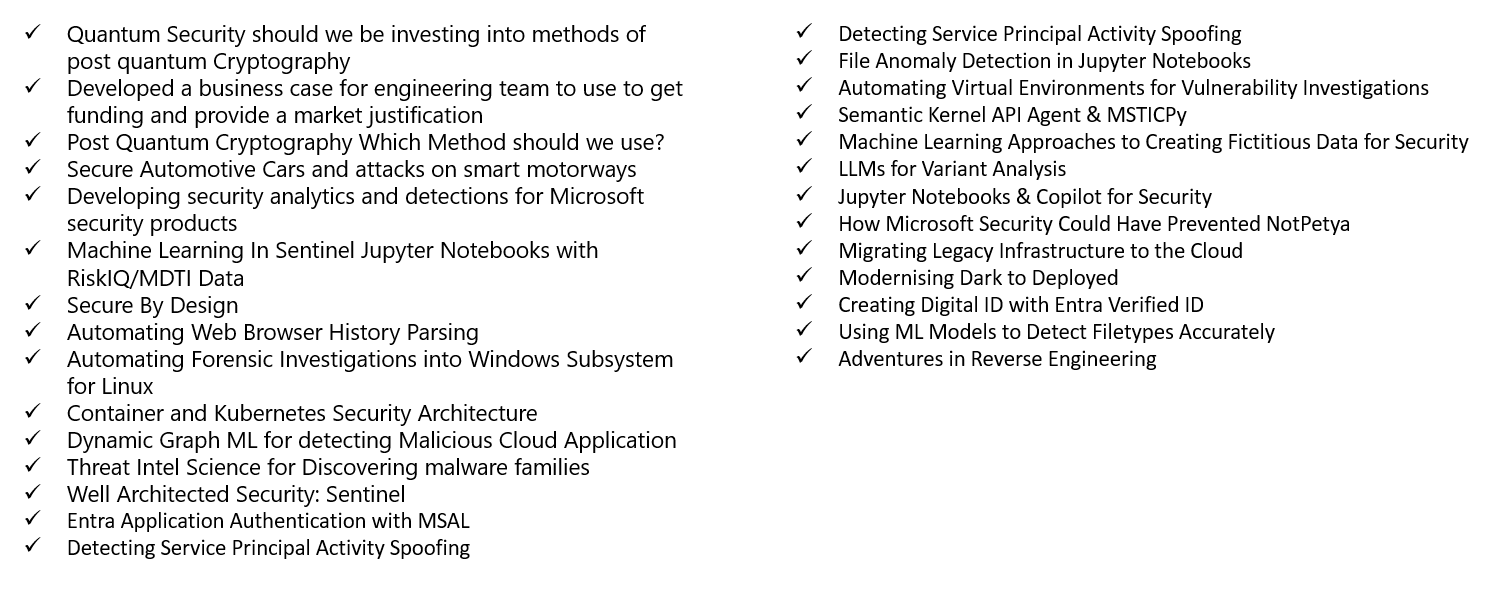 Quantum Security should we be investing into methods of
post quantum Cryptography
Developed a business case for engineering team to use to get
funding and provide a market justification
Post Quantum Cryptography Which Method should we use?
Secure Automotive Cars and attacks on smart motorways
Developing security analytics and detections for Microsoft
security products
Machine Learning In Sentinel Jupyter Notebooks with
RiskIQ/MDTI Data
Secure By Design
Automating Web Browser History Parsing
Automating Forensic Investigations into Windows Subsystem
for Linux
Container and Kubernetes Security Architecture
Dynamic Graph ML for detecting Malicious Cloud Application
Threat Intel Science for Discovering malware families
Well Architected Security: Sentinel
Entra Application Authentication with MSAL
Detecting Service Principal Activity Spoofing
Detecting Service Principal Activity Spoofing
File Anomaly Detection in Jupyter Notebooks
Automating Virtual Environments for Vulnerability Investigations
Semantic Kernel API Agent & MSTICPy
Machine Learning Approaches to Creating Fictitious Data for Security
LLMs for Variant Analysis
Jupyter Notebooks & Copilot for Security
How Microsoft Security Could Have Prevented NotPetya
Migrating Legacy Infrastructure to the Cloud
Modernising Dark to Deployed
Creating Digital ID with Entra Verified ID
Using ML Models to Detect Filetypes Accurately
Adventures in Reverse Engineering